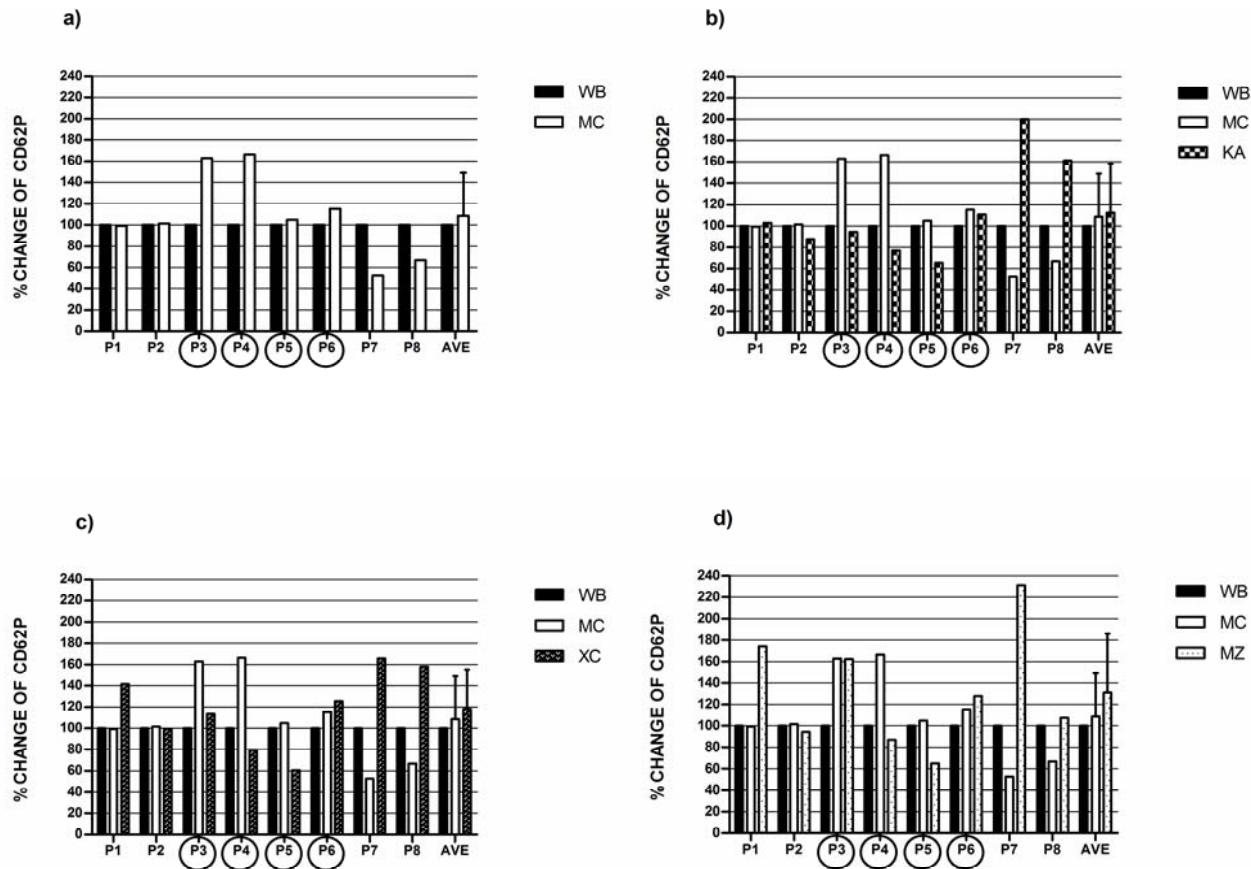 a)
% CHANGE OF CD62P
240
220
200
180
160
140
120
100
80
60
40
20
0
P1 P2 P3 P4 P5 P6 P7 P8 AVE
WB
MC
b)
% CHANGE OF CD62P
240
220
200
180
160
140
120
100
80
60
40
20
0
P1 P2 P3 P4 P5 P6 P7 P8 AVE
WB
MC
KA
c)
% CHANGE OF CD62P
240
220
200
180
160
140
120
100
80
60
40
20
0
P1 P2 P3 P4 P5 P6 P7 P8 AVE
WB
MC
XC
d)
% CHANGE OF CD62P
240
220
200
180
160
140
120
100
80
60
40
20
0
P1 P2 P3 P4 P5 P6 P7 P8 AVE
WB
MC
MZ